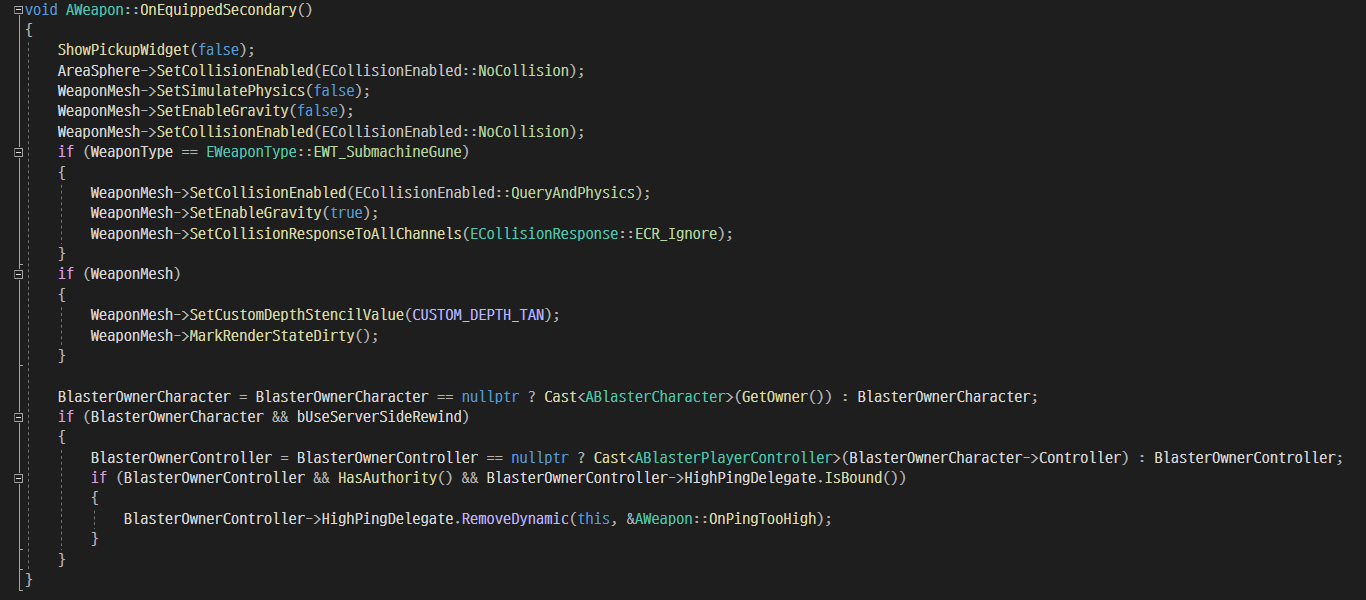 void AWeapon::OnEquippedSecondary()
{
    ShowPickupWidget(false);
    AreaSphere->SetCollisionEnabled(ECollisionEnabled::NoCollision);
    WeaponMesh->SetSimulatePhysics(false);
    WeaponMesh->SetEnableGravity(false);
    WeaponMesh->SetCollisionEnabled(ECollisionEnabled::NoCollision);
    if (WeaponType == EWeaponType::EWT_SubmachineGune)
    {
        WeaponMesh->SetCollisionEnabled(ECollisionEnabled::QueryAndPhysics);
        WeaponMesh->SetEnableGravity(true);
        WeaponMesh->SetCollisionResponseToAllChannels(ECollisionResponse::ECR_Ignore);
    }
    if (WeaponMesh)
    {
        WeaponMesh->SetCustomDepthStencilValue(CUSTOM_DEPTH_TAN);
        WeaponMesh->MarkRenderStateDirty();
    }

    BlasterOwnerCharacter = BlasterOwnerCharacter == nullptr ? Cast<ABlasterCharacter>(GetOwner()) : BlasterOwnerCharacter;
    if (BlasterOwnerCharacter && bUseServerSideRewind)
    {
        BlasterOwnerController = BlasterOwnerController == nullptr ? Cast<ABlasterPlayerController>(BlasterOwnerCharacter->Controller) : BlasterOwnerController;
        if (BlasterOwnerController && HasAuthority() && BlasterOwnerController->HighPingDelegate.IsBound())
        {
            BlasterOwnerController->HighPingDelegate.RemoveDynamic(this, &AWeapon::OnPingTooHigh);
        }
    }
}